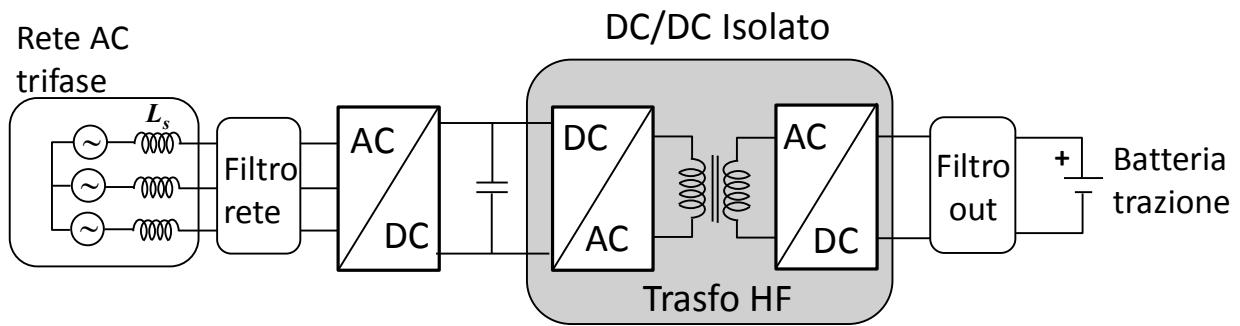 DC/DC Isolato
Rete AC
trifase
L_s
Filtro
rete
AC
DC
DC
AC
AC
DC
Filtro
out
+
Batteria
trazione
Trasfo HF